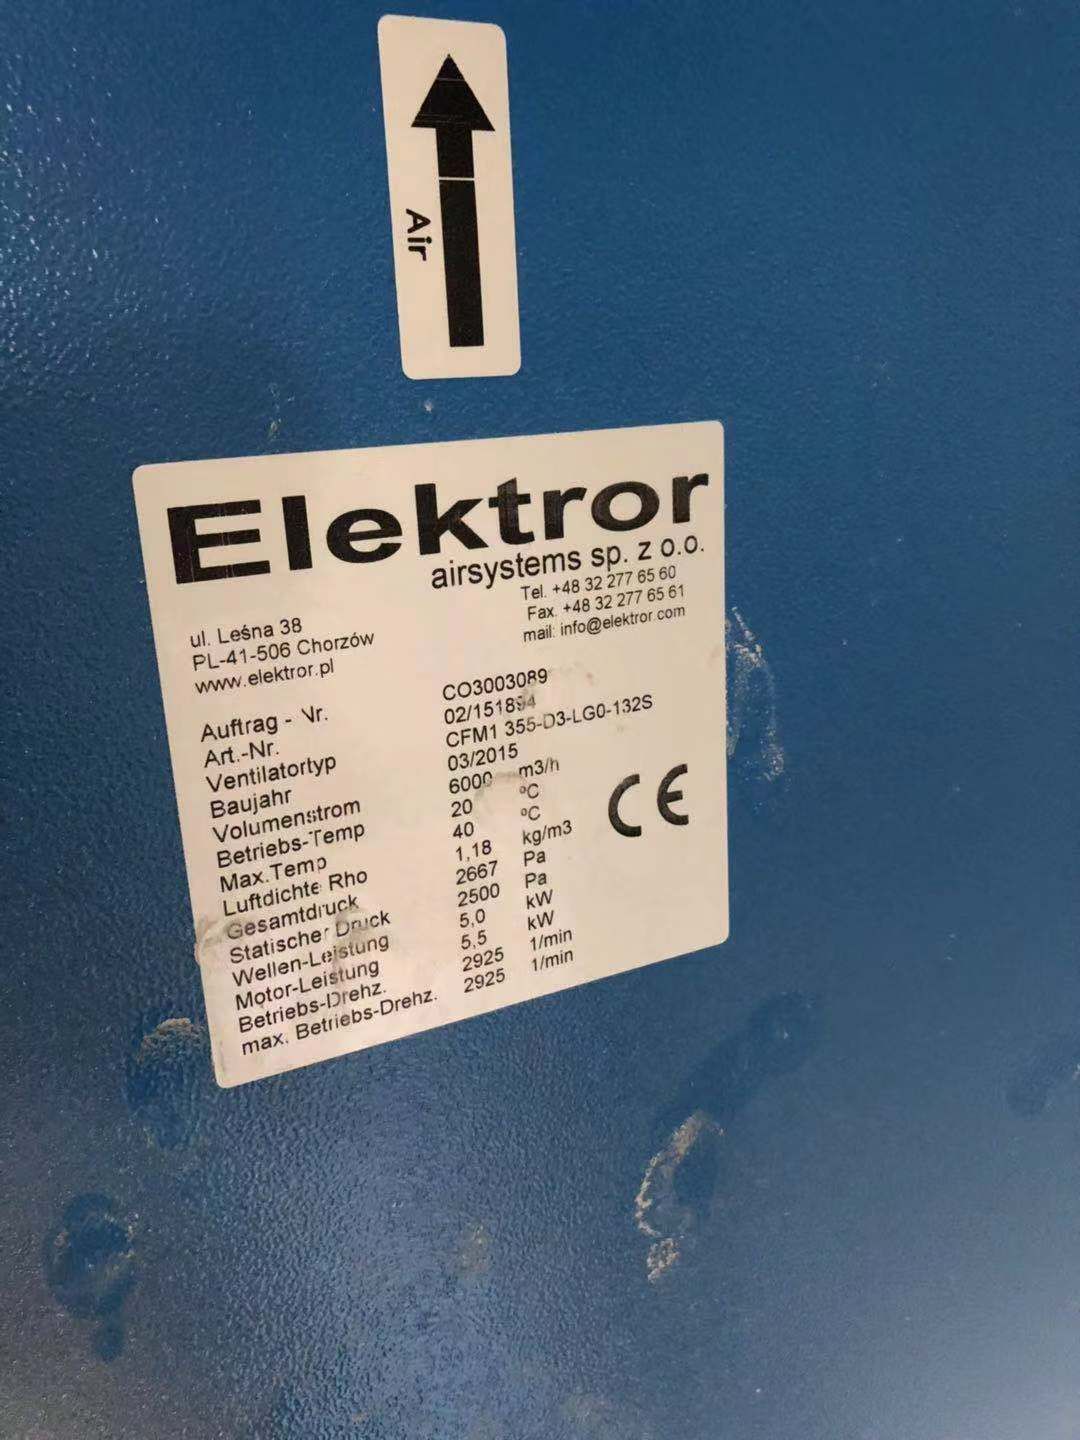 Air
Elektror
airsystems sp. z o.o.
Tel. +48 32 277 65 60
Fax. +48 32 277 65 61
mail: info@elektror.com
ul. Leśna 38
PL-41-506 Chorzów
www.elektror.pl
Auftrag - Nr. CO3003089
Art.-Nr. 02/151894
Ventilatortyp CFM1 355-D3-LG0-132S
Baujahr 03/2015
Volumenstrom 6000 m3/h
Betriebs-Temp 20 ºC
Max.Temp 40 ºC
Luftdichte Rho 1,18 kg/m3
Gesamtdruck 2667 Pa
Statischer Druck 2500 Pa
Wellen-Leistung 5,0 kW
Motor-Leistung 5,5 kW
Betriebs-Drehz. 2925 1/min
max. Betriebs-Drehz. 2925 1/min
CE